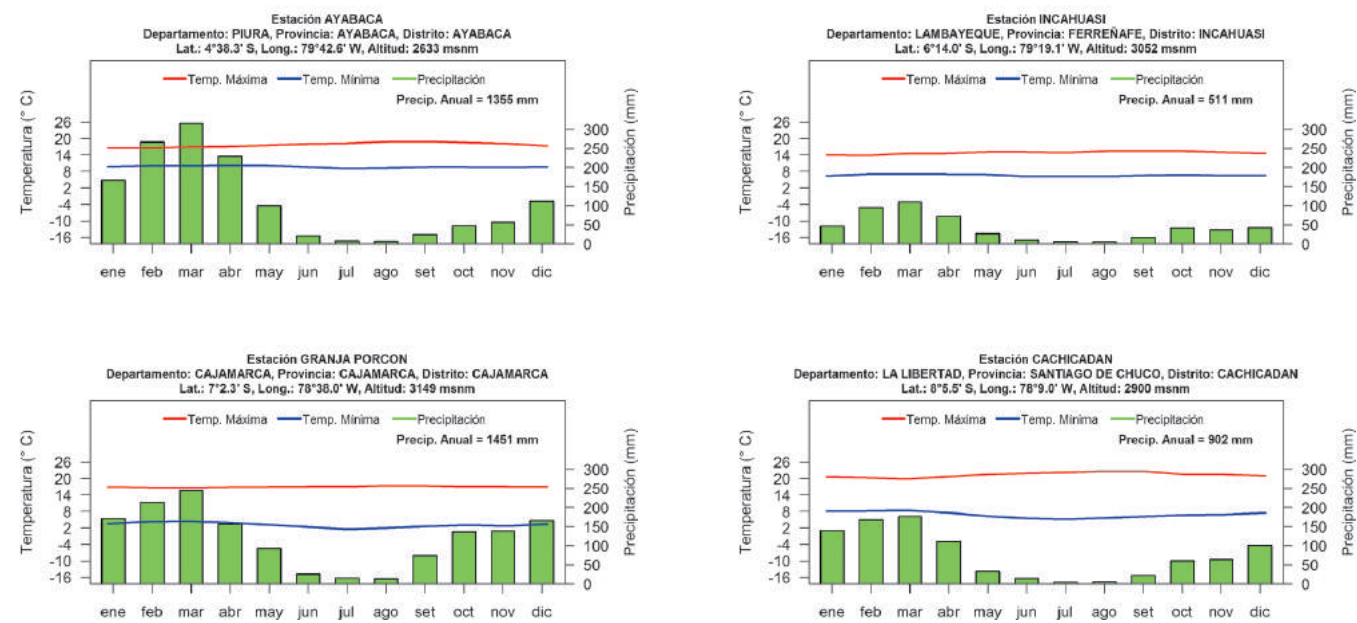 Estación AYABACA
Departamento: PIURA, Provincia: AYABACA, Distrito: AYABACA
Lat.: 4°38.3' S, Long.: 79°42.6' W, Altitud: 2633 msnm
Temp. Máxima Temp. Mínima Precipitación
Precip. Anual = 1355 mm
Temperatura (° C)
26
20
14
8
2
-4
-10
-16
Precipitación (mm)
300
250
200
150
100
50
0
ene feb mar abr may jun jul ago set oct nov dic
Estación INCAHUASI
Departamento: LAMBAYEQUE, Provincia: FERREÑAFE, Distrito: INCAHUASI
Lat.: 6°14.0' S, Long.: 79°19.1' W, Altitud: 3052 msnm
Temp. Máxima Temp. Mínima Precipitación
Precip. Anual = 511 mm
Temperatura (° C)
26
20
14
8
2
-4
-10
-16
Precipitación (mm)
300
250
200
150
100
50
0
ene feb mar abr may jun jul ago set oct nov dic
Estación GRANJA PORCON
Departamento: CAJAMARCA, Provincia: CAJAMARCA, Distrito: CAJAMARCA
Lat.: 7°2.3' S, Long.: 78°38.0' W, Altitud: 3149 msnm
Temp. Máxima Temp. Mínima Precipitación
Precip. Anual = 1451 mm
Temperatura (° C)
26
20
14
8
2
-4
-10
-16
Precipitación (mm)
300
250
200
150
100
50
0
ene feb mar abr may jun jul ago set oct nov dic
Estación CACHICADAN
Departamento: LA LIBERTAD, Provincia: SANTIAGO DE CHUCO, Distrito: CACHICADAN
Lat.: 8°5.5' S, Long.: 78°9.0' W, Altitud: 2900 msnm
Temp. Máxima Temp. Mínima Precipitación
Precip. Anual = 902 mm
Temperatura (° C)
26
20
14
8
2
-4
-10
-16
Precipitación (mm)
300
250
200
150
100
50
0
ene feb mar abr may jun jul ago set oct nov dic